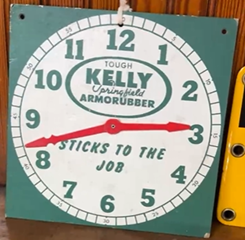 TOUGH
KELLY
Springfield
ARMORUBBER
STICKS TO THE
JOB
12
1
2
3
4
5
6
7
8
9
10
11